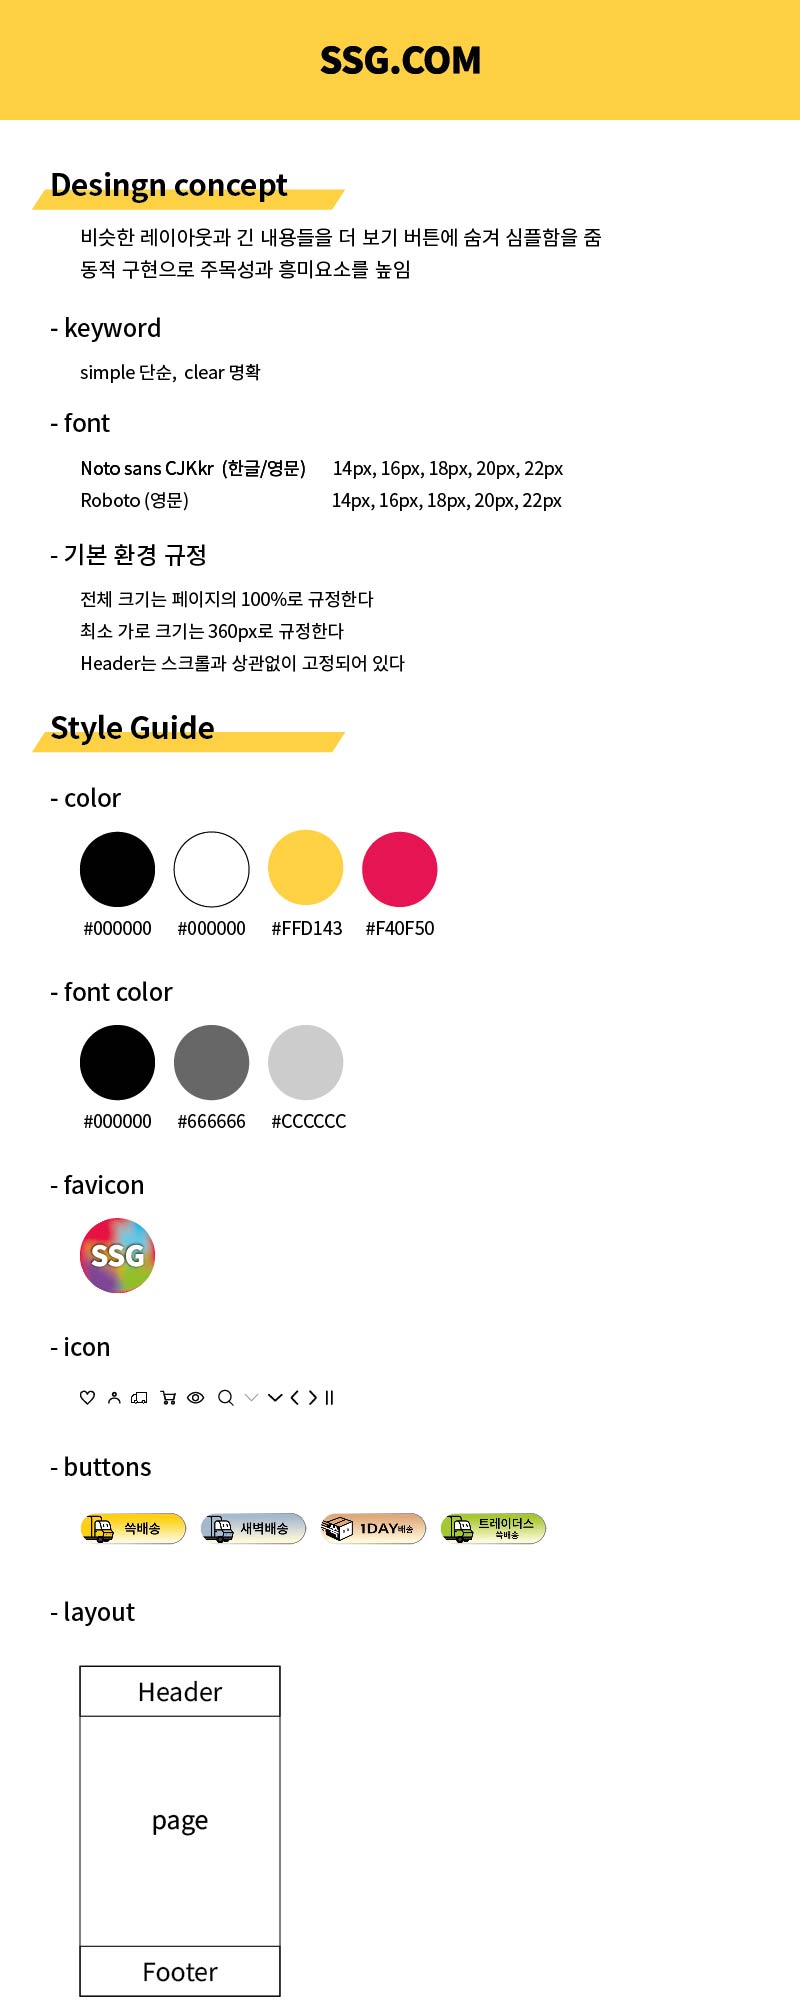 SSG.COM
Desingn concept
비슷한 레이아웃과 긴 내용들을 더 보기 버튼에 숨겨 심플함을 줌
동적 구현으로 주목성과 흥미요소를 높임
- keyword
simple 단순, clear 명확
- font
Noto sans CJKkr (한글/영문) 14px, 16px, 18px, 20px, 22px
Roboto (영문) 14px, 16px, 18px, 20px, 22px
- 기본 환경 규정
전체 크기는 페이지의 100%로 규정한다
최소 가로 크기는 360px로 규정한다
Header는 스크롤과 상관없이 고정되어 있다
Style Guide
- color
#000000 #000000 #FFD143 #F40F50
- font color
#000000 #666666 #CCCCCC
- favicon
SSG
- icon
- buttons
쓱배송 새벽배송 1DAY배송 트레이더스
쓱배송
- layout
Header
page
Footer